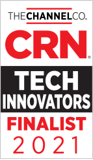 THE CHANNEL CO.
CRN®
TECH
INNOVATORS
FINALIST
2021